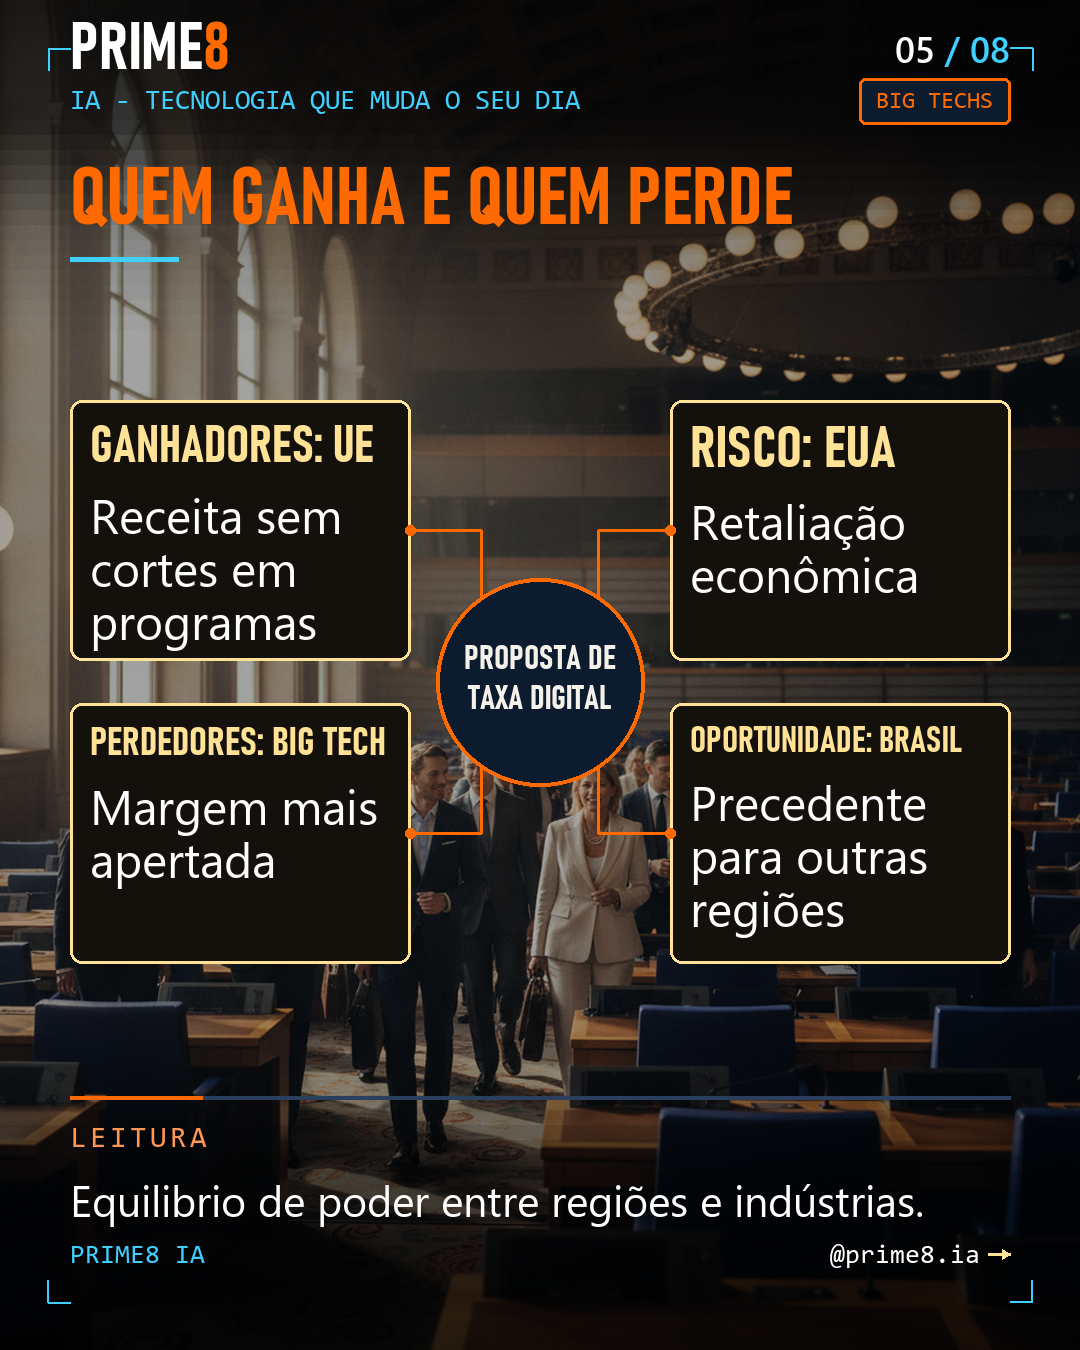 PRIME8
05 / 08
IA - TECNOLOGIA QUE MUDA O SEU DIA
BIG TECHS
QUEM GANHA E QUEM PERDE
GANHADORES: UE
Receita sem
cortes em
programas
RISCO: EUA
Retaliação
econômica
PROPOSTA DE
TAXA DIGITAL
PERDEDORES: BIG TECH
Margem mais
apertada
OPORTUNIDADE: BRASIL
Precedente
para outras
regiões
LEITURA
Equilibrio de poder entre regiões e indústrias.
PRIME8 IA
@prime8.ia